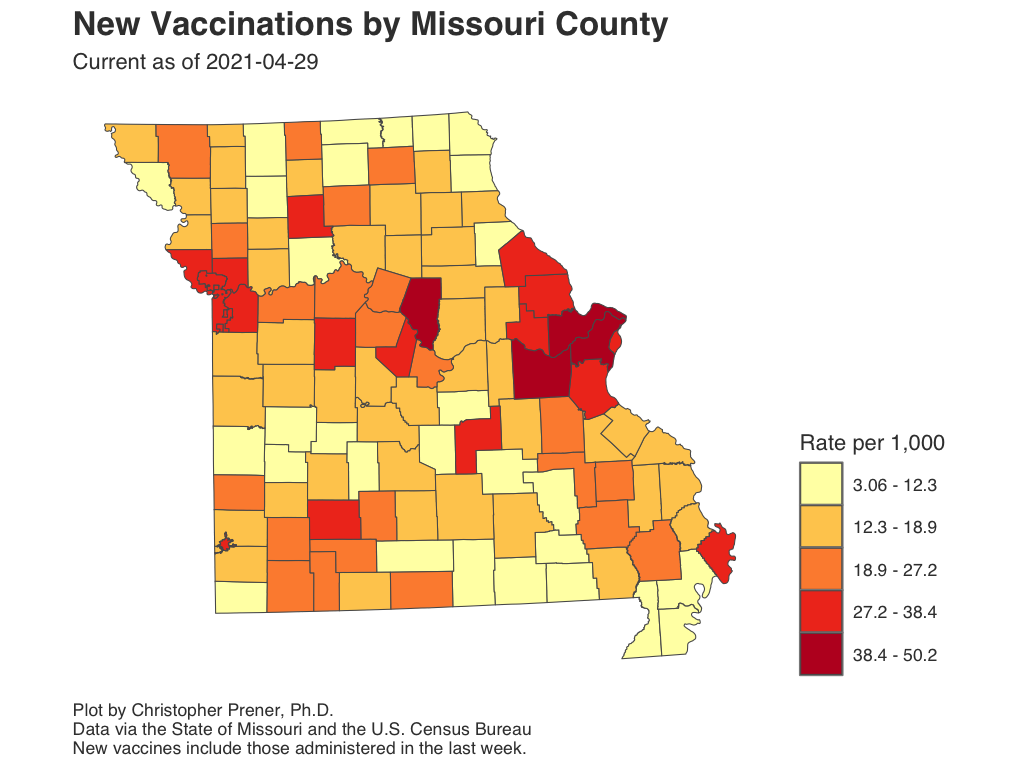 New Vaccinations by Missouri County
Current as of 2021-04-29
Rate per 1,000
3.06 - 12.3
12.3 - 18.9
18.9 - 27.2
27.2 - 38.4
38.4 - 50.2
Plot by Christopher Prener, Ph.D.
Data via the State of Missouri and the U.S. Census Bureau
New vaccines include those administered in the last week.